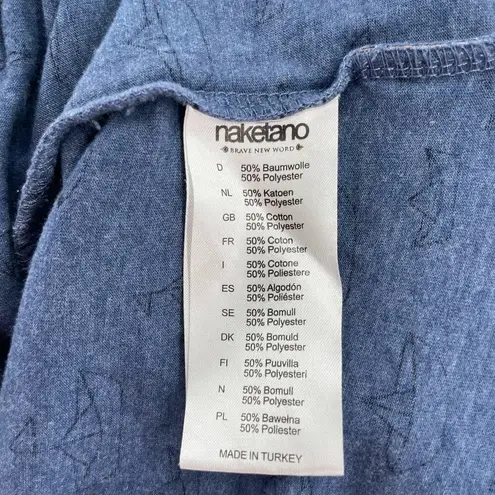 naketano
BRAVE NEW WORD
D 50% Baumwolle
50% Polyester
NL 50% Katoen
50% Polyester
GB 50% Cotton
50% Polyester
FR 50% Coton
50% Polyester
I 50% Cotone
50% Poliestere
ES 50% Algodón
50% Poliéster
SE 50% Bomull
50% Polyester
DK 50% Bomuld
50% Polyester
FI 50% Puuvilla
50% Polyesteri
N 50% Bomull
50% Polyester
PL 50% Bawełna
50% Poliester
MADE IN TURKEY